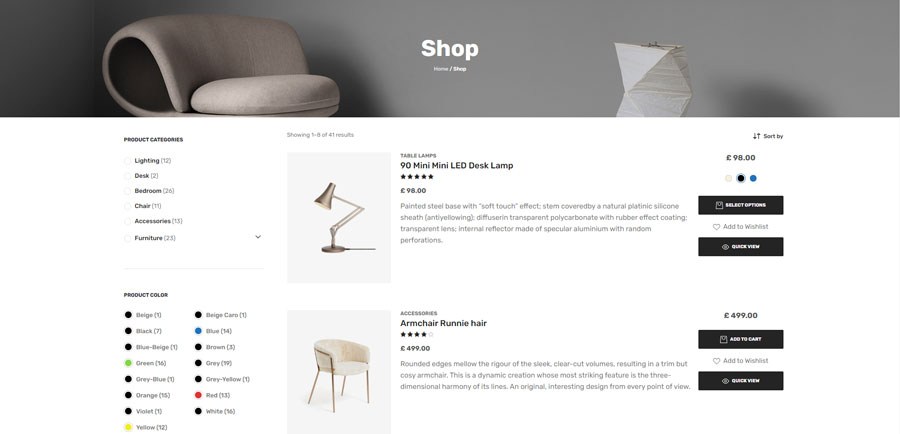 Shop
Home / Shop
PRODUCT CATEGORIES
Lighting (12)
Desk (2)
Bedroom (26)
Chair (11)
Accessories (13)
Furniture (23)
PRODUCT COLOR
Beige (1)
Beige Caro (1)
Black (7)
Blue (14)
Blue-Beige (1)
Brown (3)
Green (16)
Grey (19)
Grey-Blue (1)
Grey-Yellow (1)
Orange (15)
Red (13)
Violet (1)
White (16)
Yellow (12)
Showing 1–8 of 41 results
Sort by
TABLE LAMPS
90 Mini Mini LED Desk Lamp
£ 98.00
Painted steel base with "soft touch" effect; stem coveredby a natural platinic silicone
sheath (antiyellowing); diffuserin transparent polycarbonate with rubber effect coating;
transparent lens; internal reflector made of specular aluminium with random
perforations.
£ 98.00
SELECT OPTIONS
Add to Wishlist
QUICK VIEW
ACCESSORIES
Armchair Runnie hair
£ 499.00
Rounded edges mellow the rigour of the sleek, clear-cut volumes, resulting in a trim but
cosy armchair. This is a dynamic creation whose most striking feature is the three-
dimensional harmony of its lines. An original, interesting design from every point of view.
£ 499.00
ADD TO CART
Add to Wishlist
QUICK VIEW